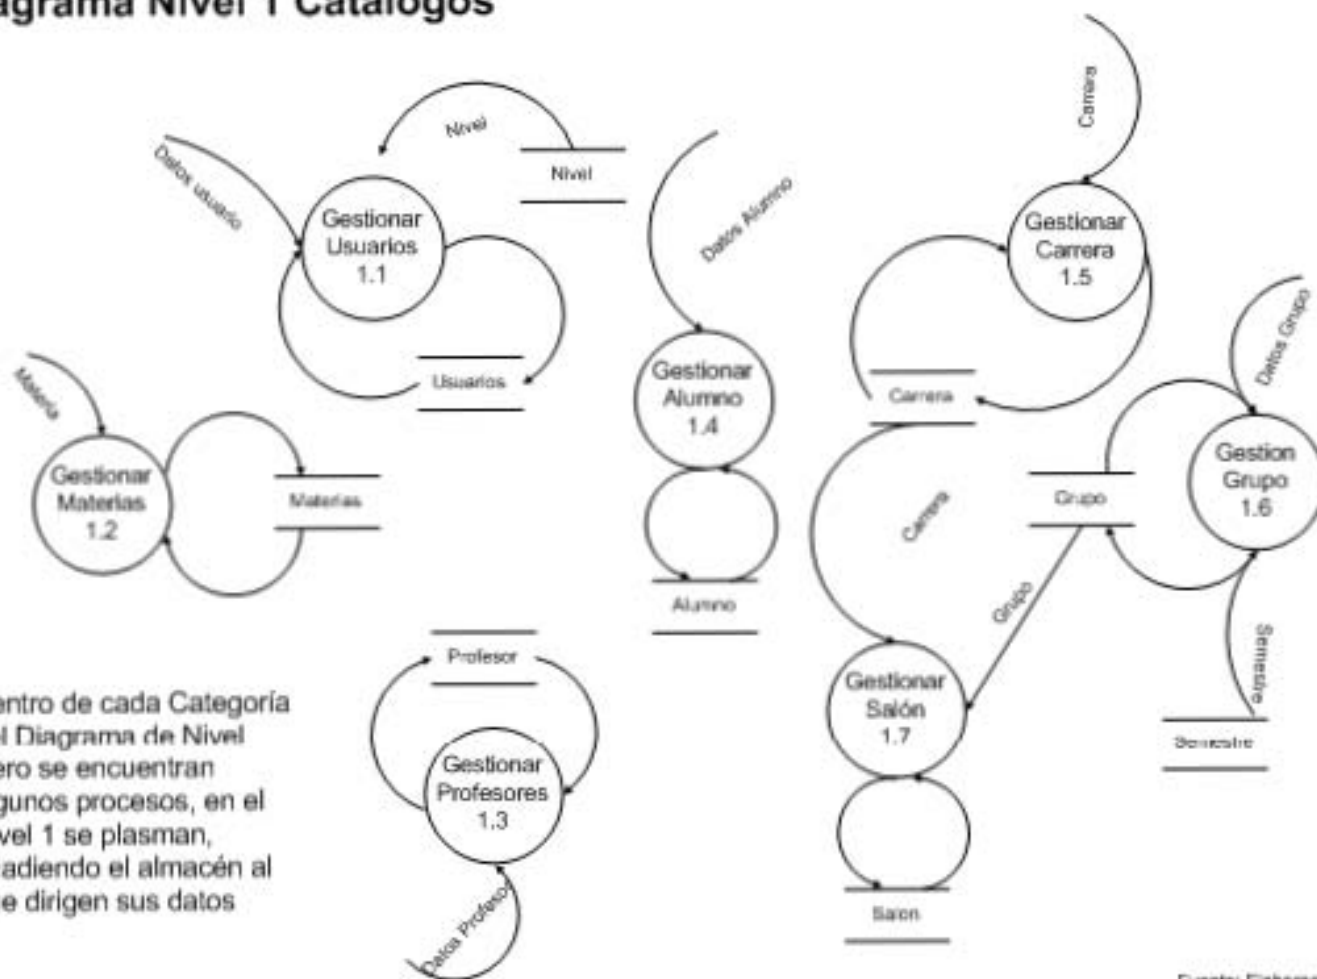 agrama Nivel 1 Catálogos
Nivel
Datos usuario
Nivel
Gestionar
Usuarios
1.1
Usuarios
Materia
Gestionar
Materias
1.2
Materias
Datos Alumno
Gestionar
Alumno
1.4
Alumno
Carrera
Gestionar
Carrera
1.5
Carrera
Datos Grupo
Gestion
Grupo
1.6
Grupo
Carrera
Grupo
Semestre
Semestre
Gestionar
Salón
1.7
Salon
Profesor
Gestionar
Profesores
1.3
Datos Profesor
entro de cada Categoría
el Diagrama de Nivel
ero se encuentran
gunos procesos, en el
vel 1 se plasman,
adiendo el almacén al
e dirigen sus datos